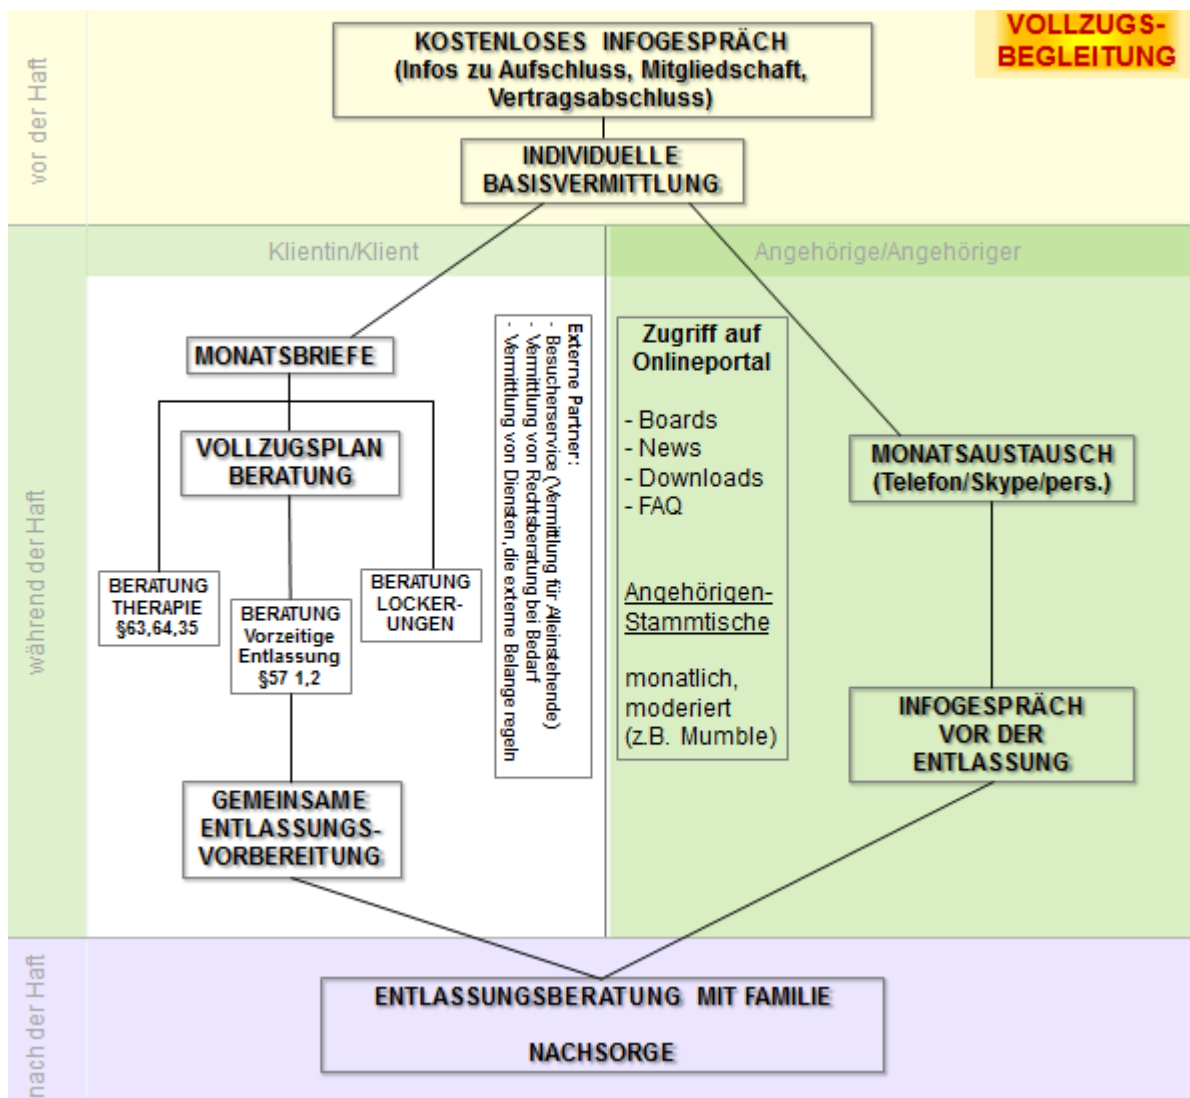 VOLLZUGS-
BEGLEITUNG
KOSTENLOSES INFOGESPRÄCH
(Infos zu Aufschluss, Mitgliedschaft,
Vertragsabschluss)
INDIVIDUELLE
BASISVERMITTLUNG
vor der Haft
Klientin/Klient
Angehörige/Angehöriger
während der Haft
MONATSBRIEFE
VOLLZUGSPLAN
BERATUNG
BERATUNG
THERAPIE
§63,64,35
BERATUNG
Vorzeitige
Entlassung
§57 1,2
BERATUNG
LOCKER-
UNGEN
GEMEINSAME
ENTLASSUNGS-
VORBEREITUNG
Externe Partner:
- Besucherservice (Vermittlung für Alleinstehende)
- Vermittlung von Rechtsberatung bei Bedarf
- Vermittlung von Diensten, die externe Belange regeln
Zugriff auf
Onlineportal
- Boards
- News
- Downloads
- FAQ
Angehörigen-
Stammtische
monatlich,
moderiert
(z.B. Mumble)
MONATSAUSTAUSCH
(Telefon/Skype/pers.)
INFOGESPRÄCH
VOR DER
ENTLASSUNG
nach der Haft
ENTLASSUNGSBERATUNG MIT FAMILIE
NACHSORGE